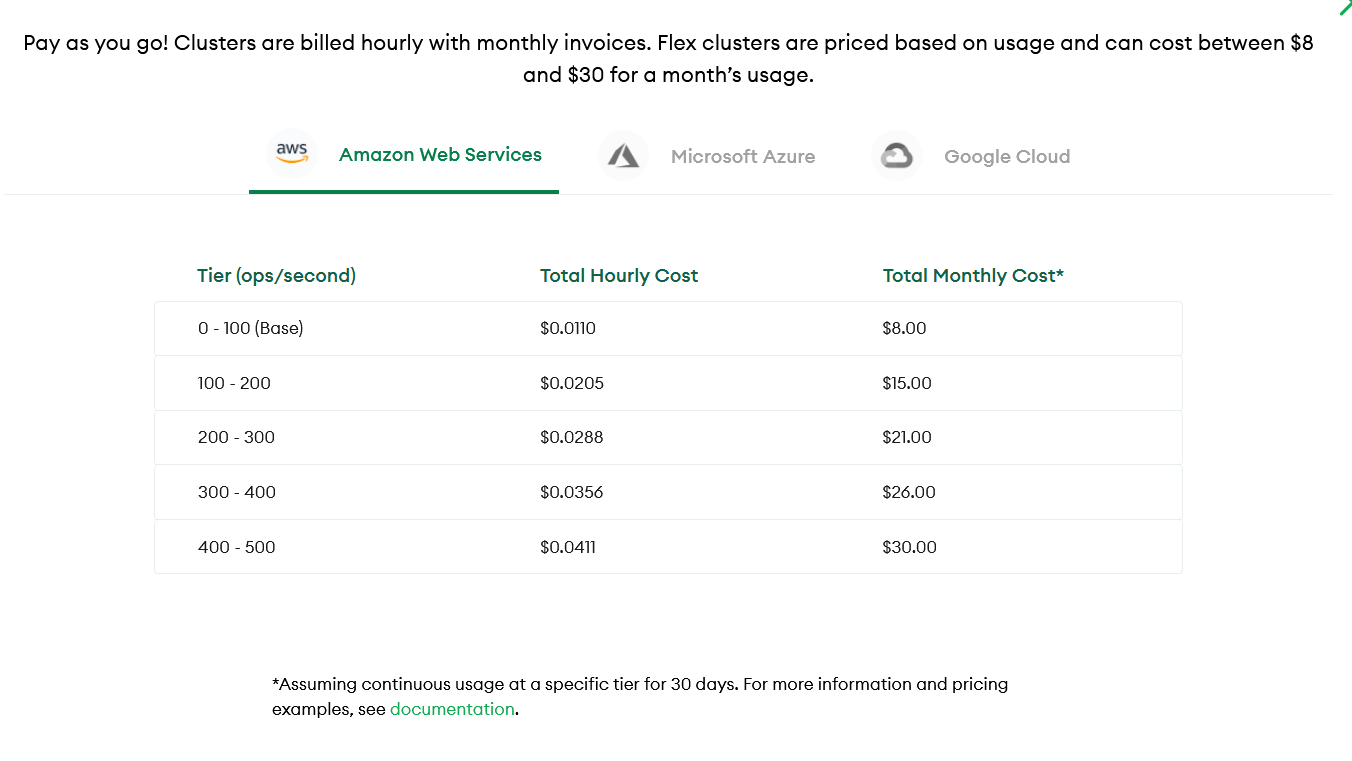 Pay as you go! Clusters are billed hourly with monthly invoices. Flex clusters are priced based on usage and can cost between $8
and $30 for a month’s usage.
aws Amazon Web Services Microsoft Azure Google Cloud
Tier (ops/second) Total Hourly Cost Total Monthly Cost*
0 - 100 (Base) $0.0110 $8.00
100 - 200 $0.0205 $15.00
200 - 300 $0.0288 $21.00
300 - 400 $0.0356 $26.00
400 - 500 $0.0411 $30.00
*Assuming continuous usage at a specific tier for 30 days. For more information and pricing
examples, see documentation.